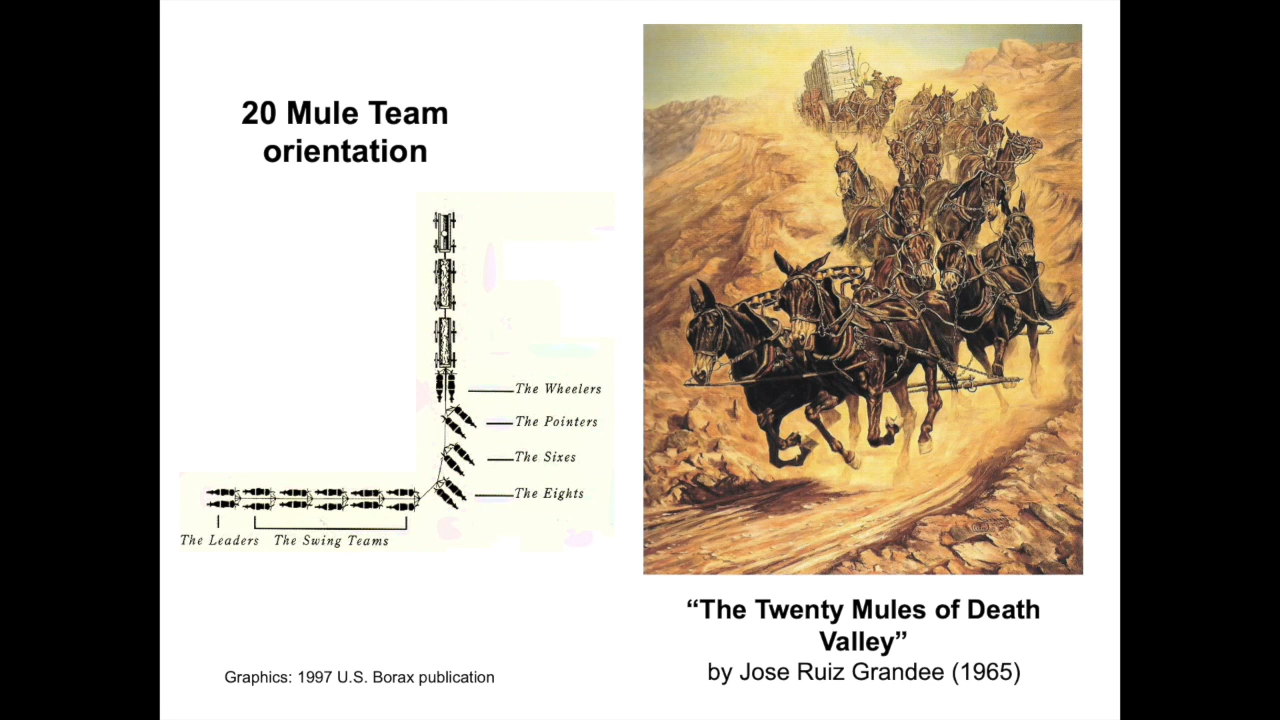 20 Mule Team
orientation
The Wheelers
The Pointers
The Sixes
The Eights
The Leaders
The Swing Teams
Graphics: 1997 U.S. Borax publication
“The Twenty Mules of Death
Valley”
by Jose Ruiz Grandee (1965)